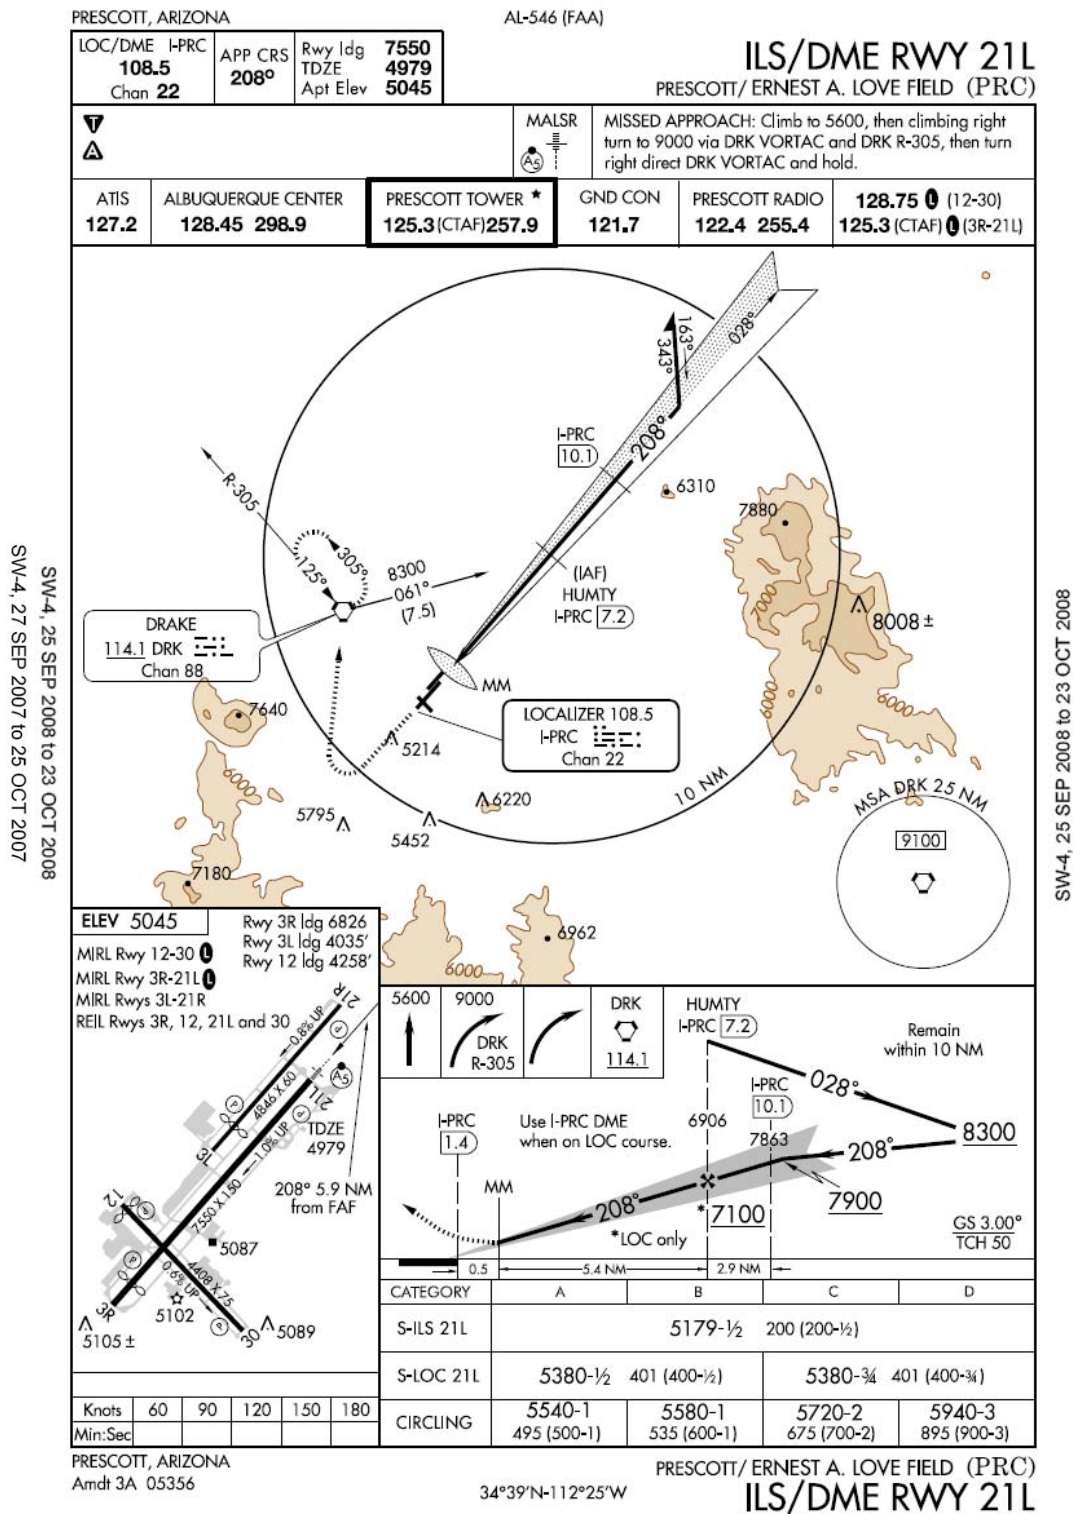 PRESCOTT, ARIZONA
AL-546 (FAA)
LOC/DME I-PRC
108.5
Chan 22
APP CRS
208°
Rwy ldg 7550
TDZE 4979
Apt Elev 5045
ILS/DME RWY 21L
PRESCOTT/ ERNEST A. LOVE FIELD (PRC)
T
A
MALSR
A5
MISSED APPROACH: Climb to 5600, then climbing right
turn to 9000 via DRK VORTAC and DRK R-305, then turn
right direct DRK VORTAC and hold.
ATIS
127.2
ALBUQUERQUE CENTER
128.45 298.9
PRESCOTT TOWER *
125.3(CTAF)257.9
GND CON
121.7
PRESCOTT RADIO
122.4 255.4
128.75 L (12-30)
125.3 (CTAF) L (3R-21L)
028°
163°
343°
208°
I-PRC
10.1
6310
7880
R-305
305°
125°
8300
061°
(7.5)
(IAF)
HUMTY
I-PRC 7.2
7000
8008 ±
DRAKE
114.1 DRK
Chan 88
MM
7640
LOCALIZER 108.5
I-PRC
Chan 22
5214
6000
6000
6000
10 NM
5795
5452
6220
MSA DRK 25 NM
9100
7180
6962
6000
SW-4, 27 SEP 2007 to 25 OCT 2007
SW-4, 25 SEP 2008 to 23 OCT 2008
SW-4, 25 SEP 2008 to 23 OCT 2008
ELEV 5045
Rwy 3R ldg 6826
Rwy 3L ldg 4035'
Rwy 12 ldg 4258'
MIRL Rwy 12-30 L
MIRL Rwy 3R-21L L
MIRL Rwys 3L-21R
REIL Rwys 3R, 12, 21L and 30
21R
0.8% UP
P
A5
4846 X 60
21L
P
P
1.0% UP
TDZE
4979
3L
7550 X 150
208° 5.9 NM
from FAF
12
P
5087
P
4408 X 75
0.6% UP
3R
5102
P
30
5089
5105 ±
Knots 60 90 120 150 180
Min:Sec
5600
9000
DRK
R-305
DRK
114.1
HUMTY
I-PRC 7.2
Remain
within 10 NM
028°
I-PRC
10.1
I-PRC
1.4
Use I-PRC DME
when on LOC course.
6906
7863
8300
208°
MM
208°
7900
*7100
*LOC only
GS 3.00°
TCH 50
0.5
5.4 NM
2.9 NM
CATEGORY A B C D
S-ILS 21L 5179-½ 200 (200-½)
S-LOC 21L 5380-½ 401 (400-½) 5380-¾ 401 (400-¾)
CIRCLING
5540-1
495 (500-1)
5580-1
535 (600-1)
5720-2
675 (700-2)
5940-3
895 (900-3)
PRESCOTT, ARIZONA
Amdt 3A 05356
34°39'N-112°25'W
PRESCOTT/ ERNEST A. LOVE FIELD (PRC)
ILS/DME RWY 21L